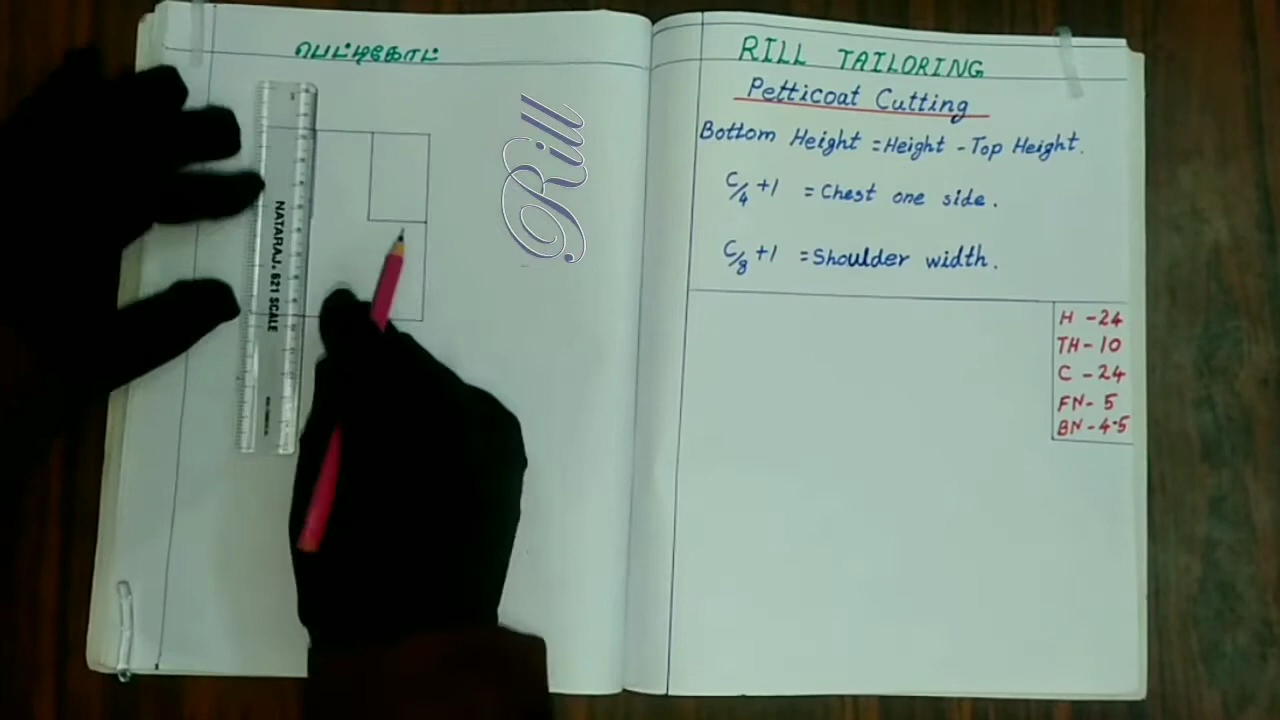 பெட்டிகோட்
Rill
NATARAJ. 621 SCALE
RILL TAILORING
Petticoat Cutting
Bottom Height = Height - Top Height.
C/4 +1 = Chest one side.
C/8 +1 = Shoulder width.
H - 24
TH - 10
C - 24
FN - 5
BN - 4.5